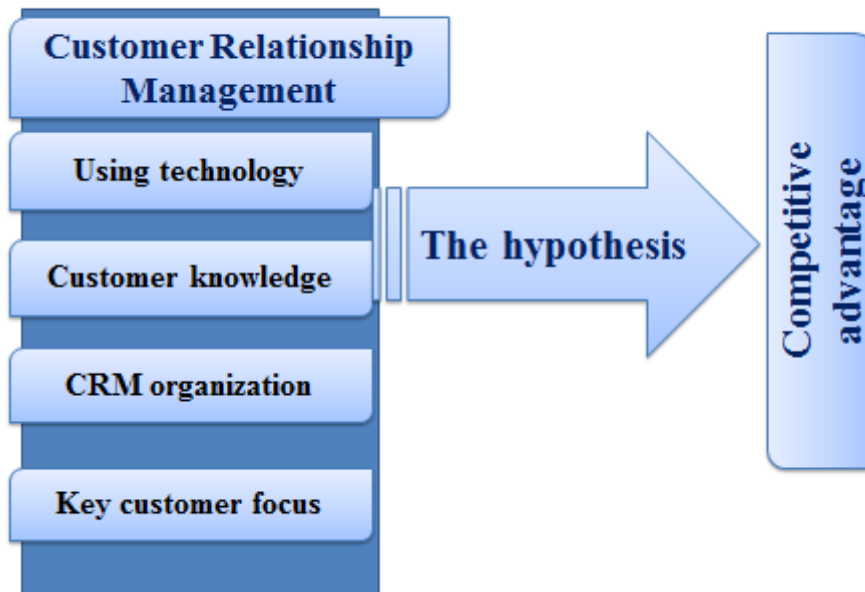 Customer Relationship
Management
Using technology
Customer knowledge
CRM organization
Key customer focus
The hypothesis
Competitive
advantage